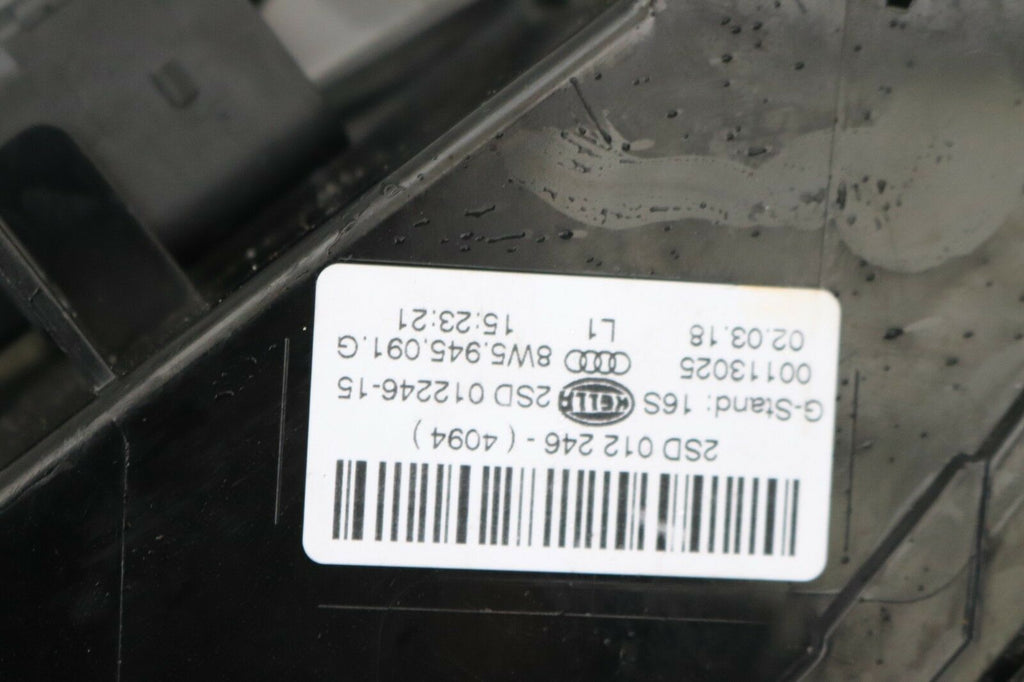 2SD 012 246 - ( 4094 )
G-Stand: 16S HELLA 2SD 012246-15
00113025 8W5.945.091.G
02.03.18 L1 15:23:21